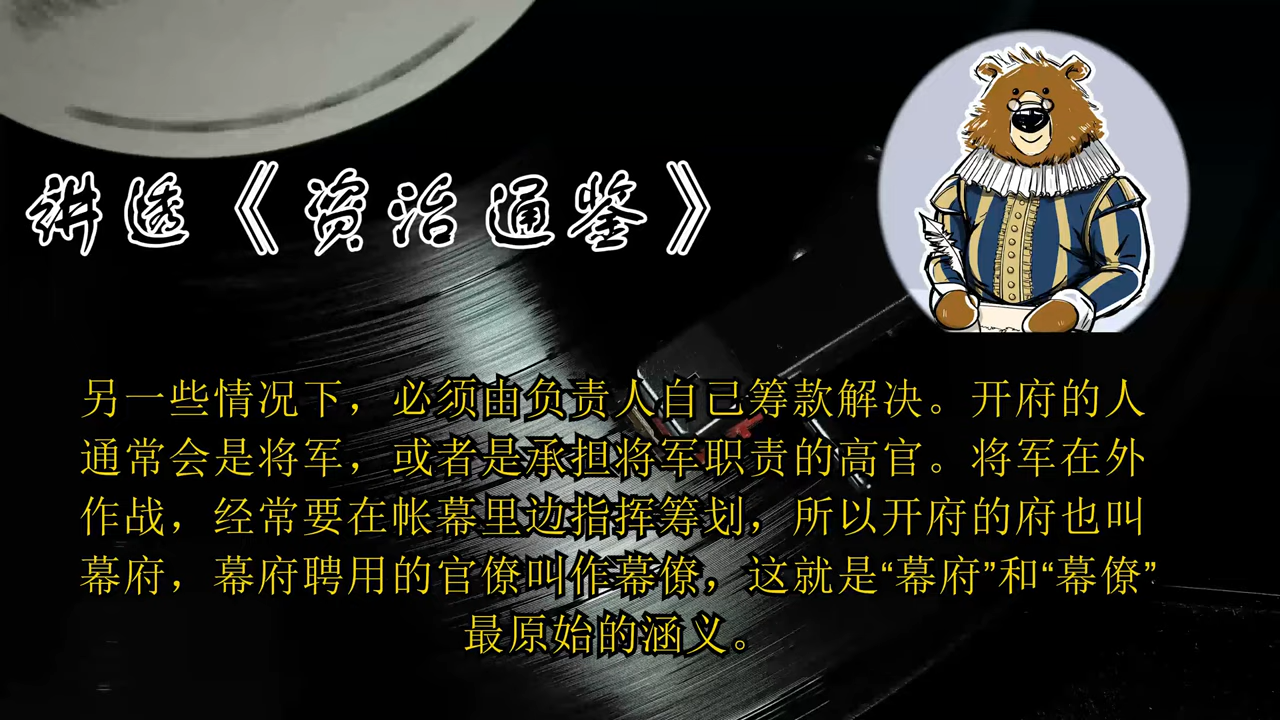 讲透《资治通鉴》
另一些情况下，必须由负责人自己筹款解决。开府的人
通常会是将军，或者是承担将军职责的高官。将军在外
作战，经常要在帐幕里边指挥筹划，所以开府的府也叫
幕府，幕府聘用的官僚叫作幕僚，这就是“幕府”和“幕僚”
最原始的涵义。